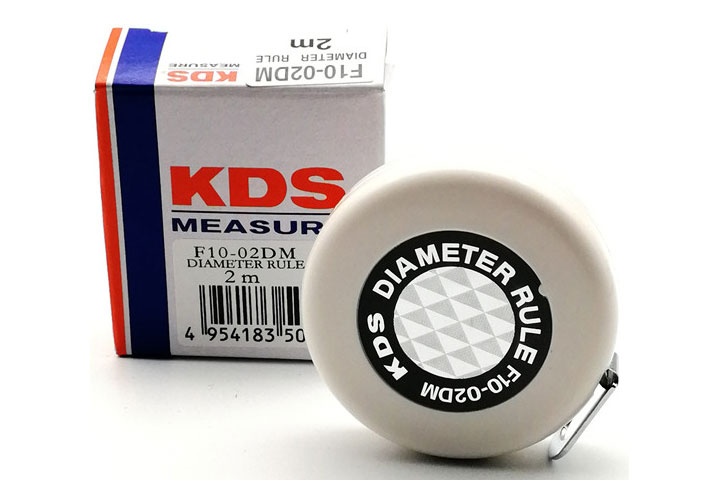 F10-02DM
2m
DIAMETER RULE
KDS
MEASURE
KDS
MEASUR
F10-02DM
DIAMETER RULE
2 m
4 954183 50
KDS DIAMETER RULE F10-02DM